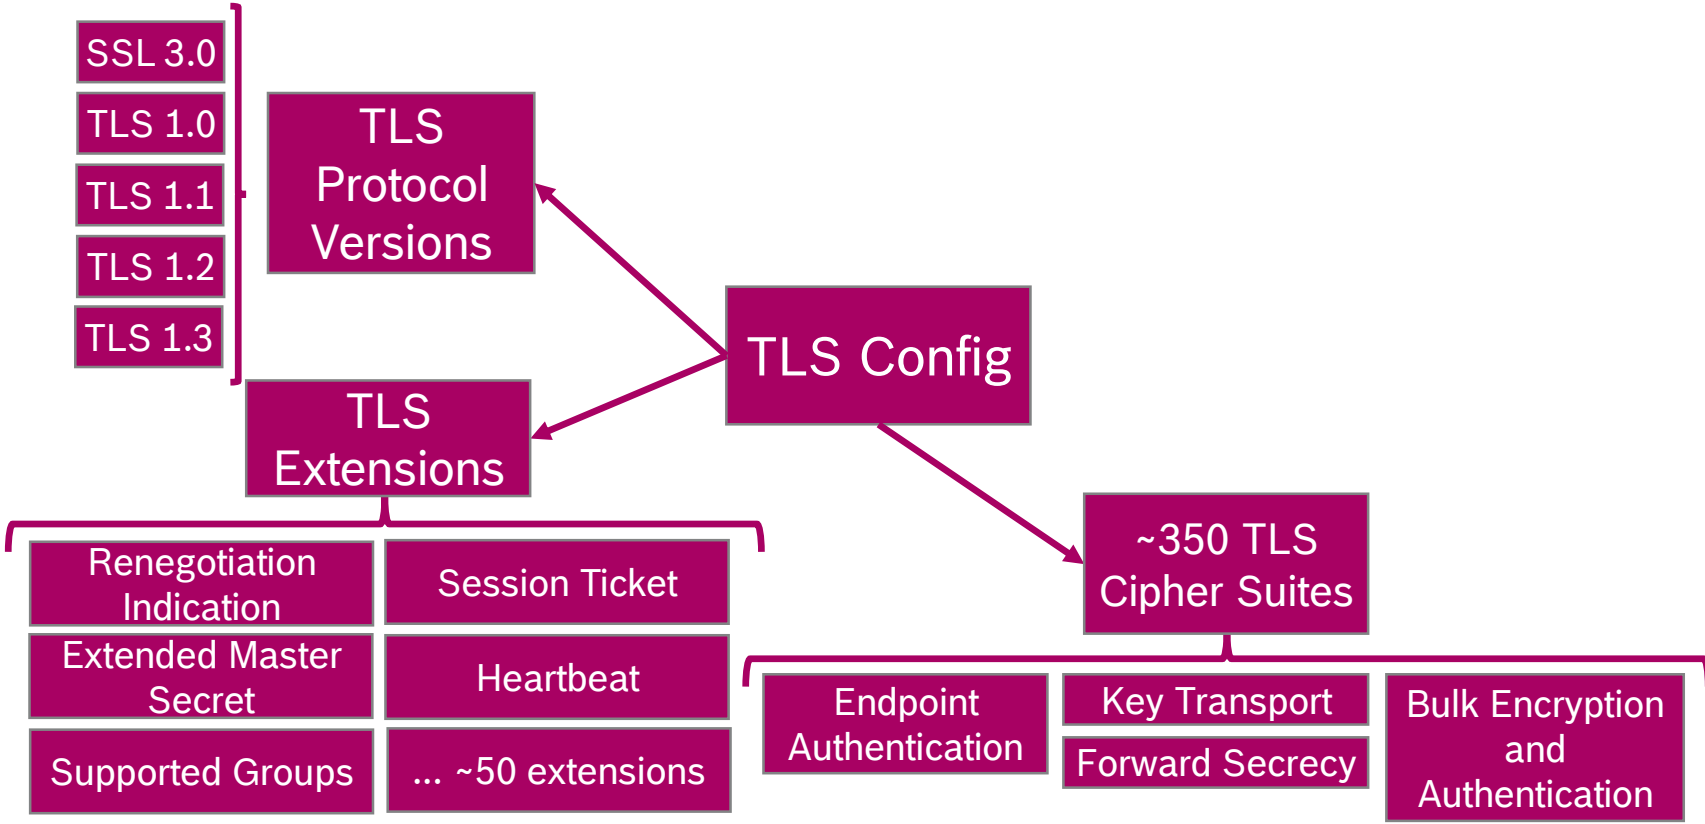 SSL 3.0
TLS 1.0
TLS 1.1
TLS 1.2
TLS 1.3
TLS
Protocol
Versions
TLS Config
TLS
Extensions
Renegotiation
Indication
Session Ticket
Extended Master
Secret
Heartbeat
Supported Groups
... ~50 extensions
~350 TLS
Cipher Suites
Endpoint
Authentication
Key Transport
Forward Secrecy
Bulk Encryption
and
Authentication